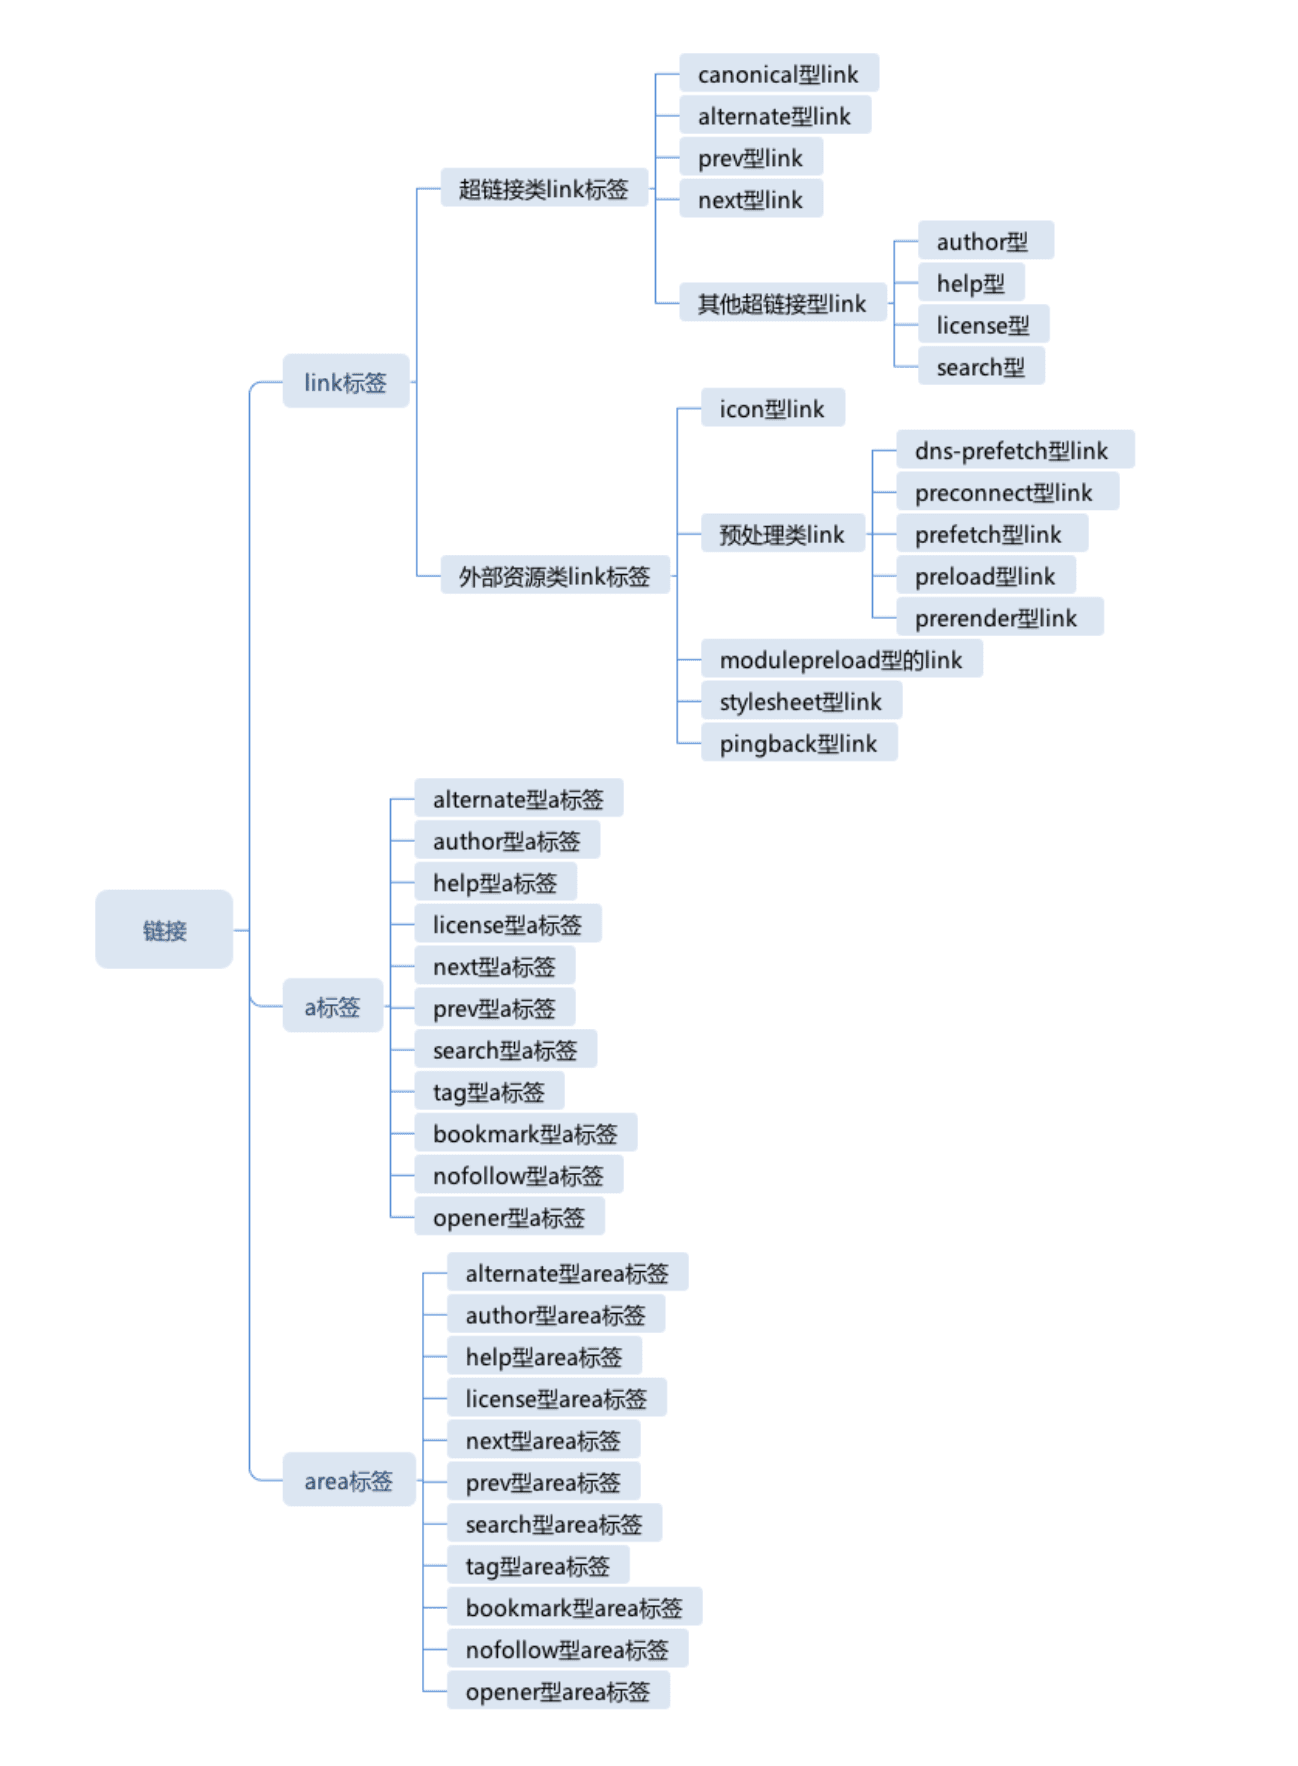 链接
link标签
超链接类link标签
canonical型link
alternate型link
prev型link
next型link
其他超链接型link
author型
help型
license型
search型
外部资源类link标签
icon型link
预处理类link
dns-prefetch型link
preconnect型link
prefetch型link
preload型link
prerender型link
modulepreload型的link
stylesheet型link
pingback型link
a标签
alternate型a标签
author型a标签
help型a标签
license型a标签
next型a标签
prev型a标签
search型a标签
tag型a标签
bookmark型a标签
nofollow型a标签
opener型a标签
area标签
alternate型area标签
author型area标签
help型area标签
license型area标签
next型area标签
prev型area标签
search型area标签
tag型area标签
bookmark型area标签
nofollow型area标签
opener型area标签